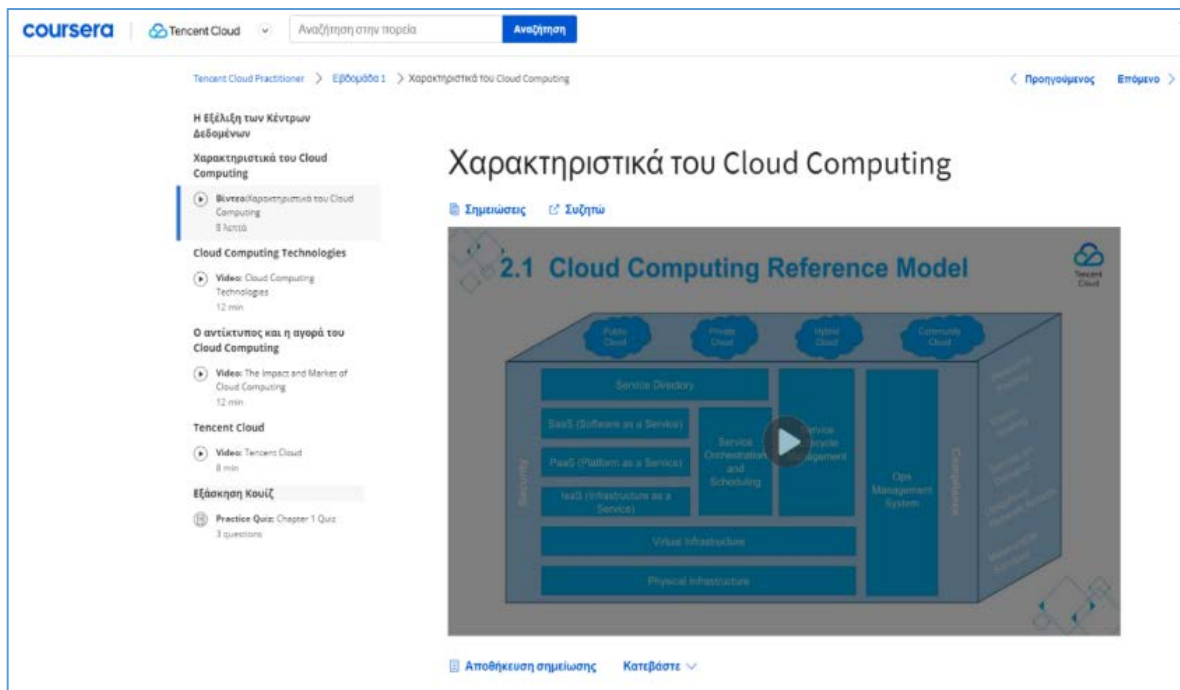 coursera
Tencent Cloud
Αναζήτηση στην πορεία
Αναζήτηση
Tencent Cloud Practitioner > Εβδομάδα 1 > Χαρακτηριστικά του Cloud Computing
Προηγούμενος
Επόμενο
Η Εξέλιξη των Κέντρων
Δεδομένων
Χαρακτηριστικά του Cloud
Computing
Βίντεο:Χαρακτηριστικά του Cloud
Computing
8 λεπτά
Cloud Computing Technologies
Video: Cloud Computing
Technologies
12 min
Ο αντίκτυπος και η αγορά του
Cloud Computing
Video: The Impact and Market of
Cloud Computing
12 min
Tencent Cloud
Video: Tencent Cloud
8 min
Εξάσκηση Κουίζ
Practice Quiz: Chapter 1 Quiz
3 questions
Χαρακτηριστικά του Cloud Computing
Σημειώσεις
Συζητώ
2.1 Cloud Computing Reference Model
Tencent
Cloud
Public
Cloud
Private
Cloud
Hybrid
Cloud
Community
Cloud
Security
Service Directory
SaaS (Software as a Service)
PaaS (Platform as a Service)
IaaS (Infrastructure as a
Service)
Service
Orchestration
and
Scheduling
Service
Management
Ops
Management
System
Compliance
Virtual Infrastructure
Physical Infrastructure
Αποθήκευση σημείωσης
Κατεβάστε